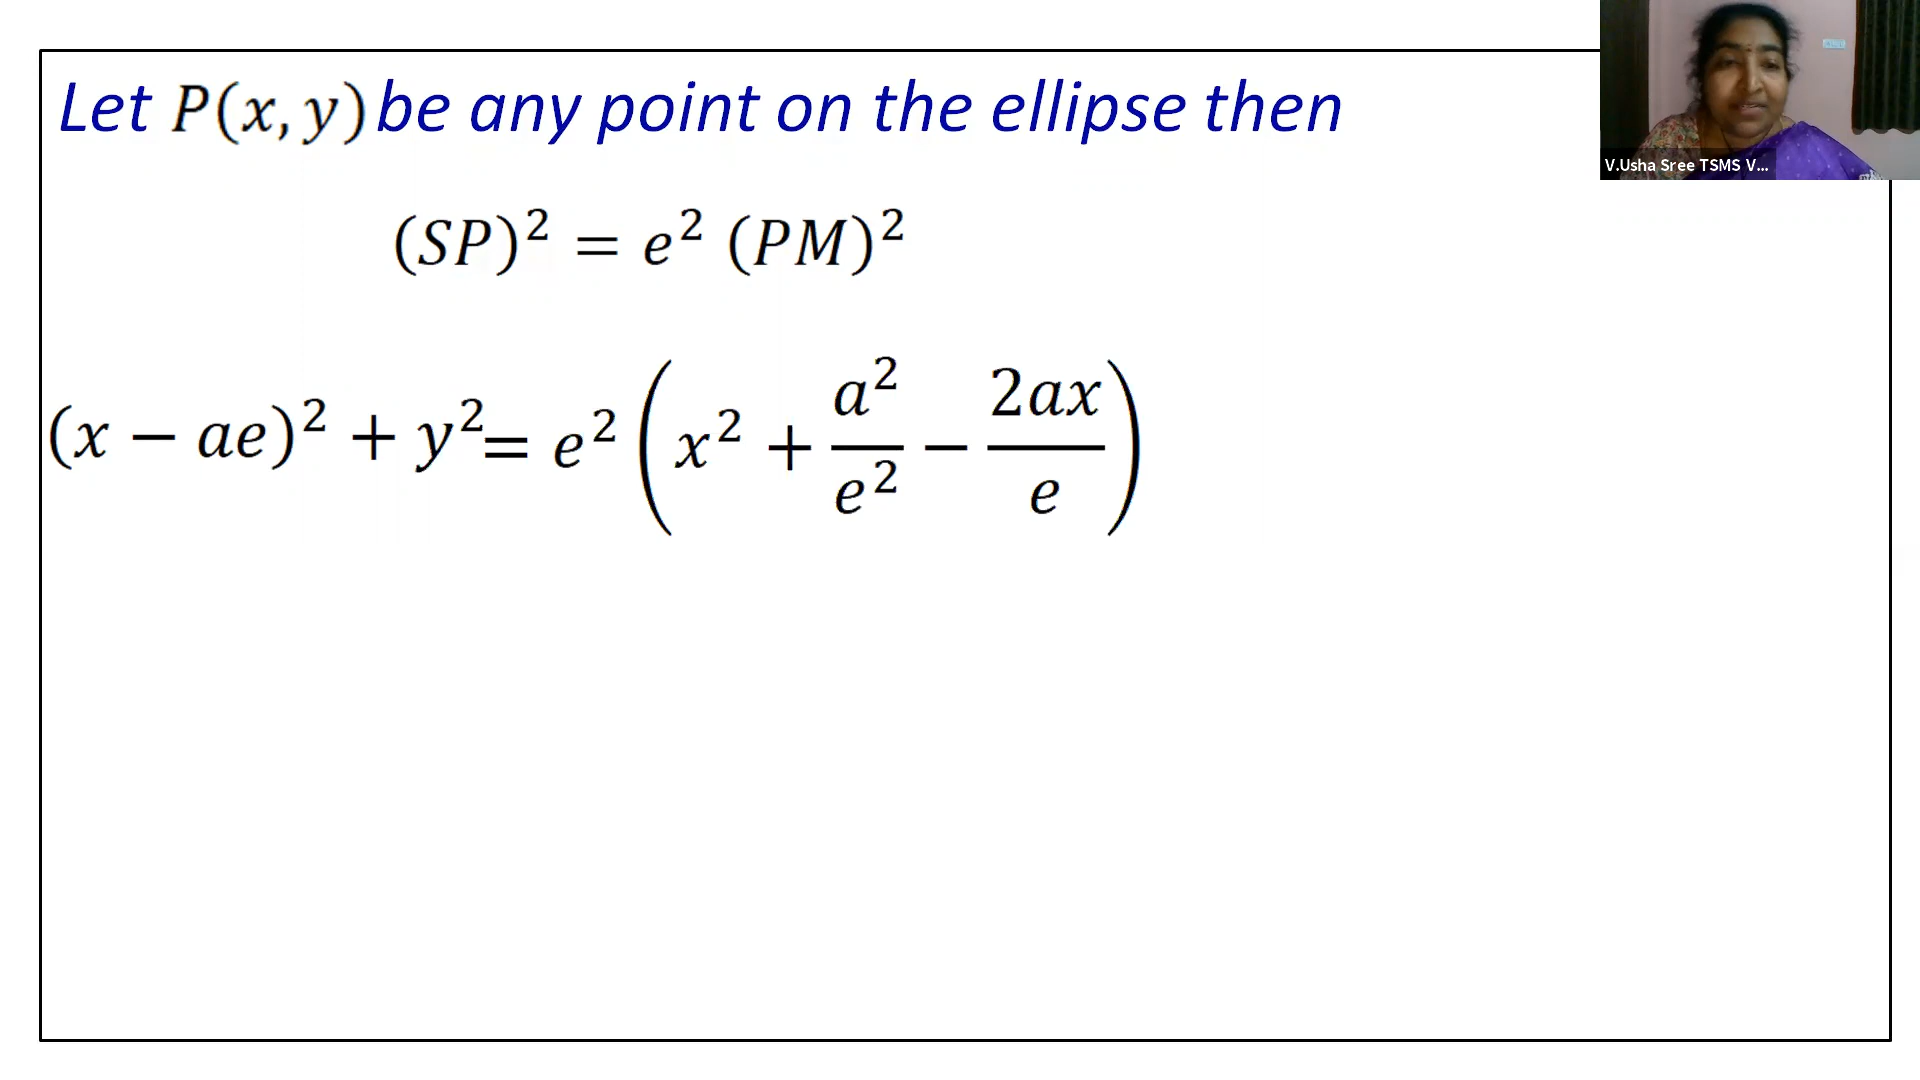 Let P(x, y) be any point on the ellipse then
V.Usha Sree TSMS V...
(SP)² = e² (PM)²
(x − ae)² + y² = e² (x² + a²/e² − 2ax/e)